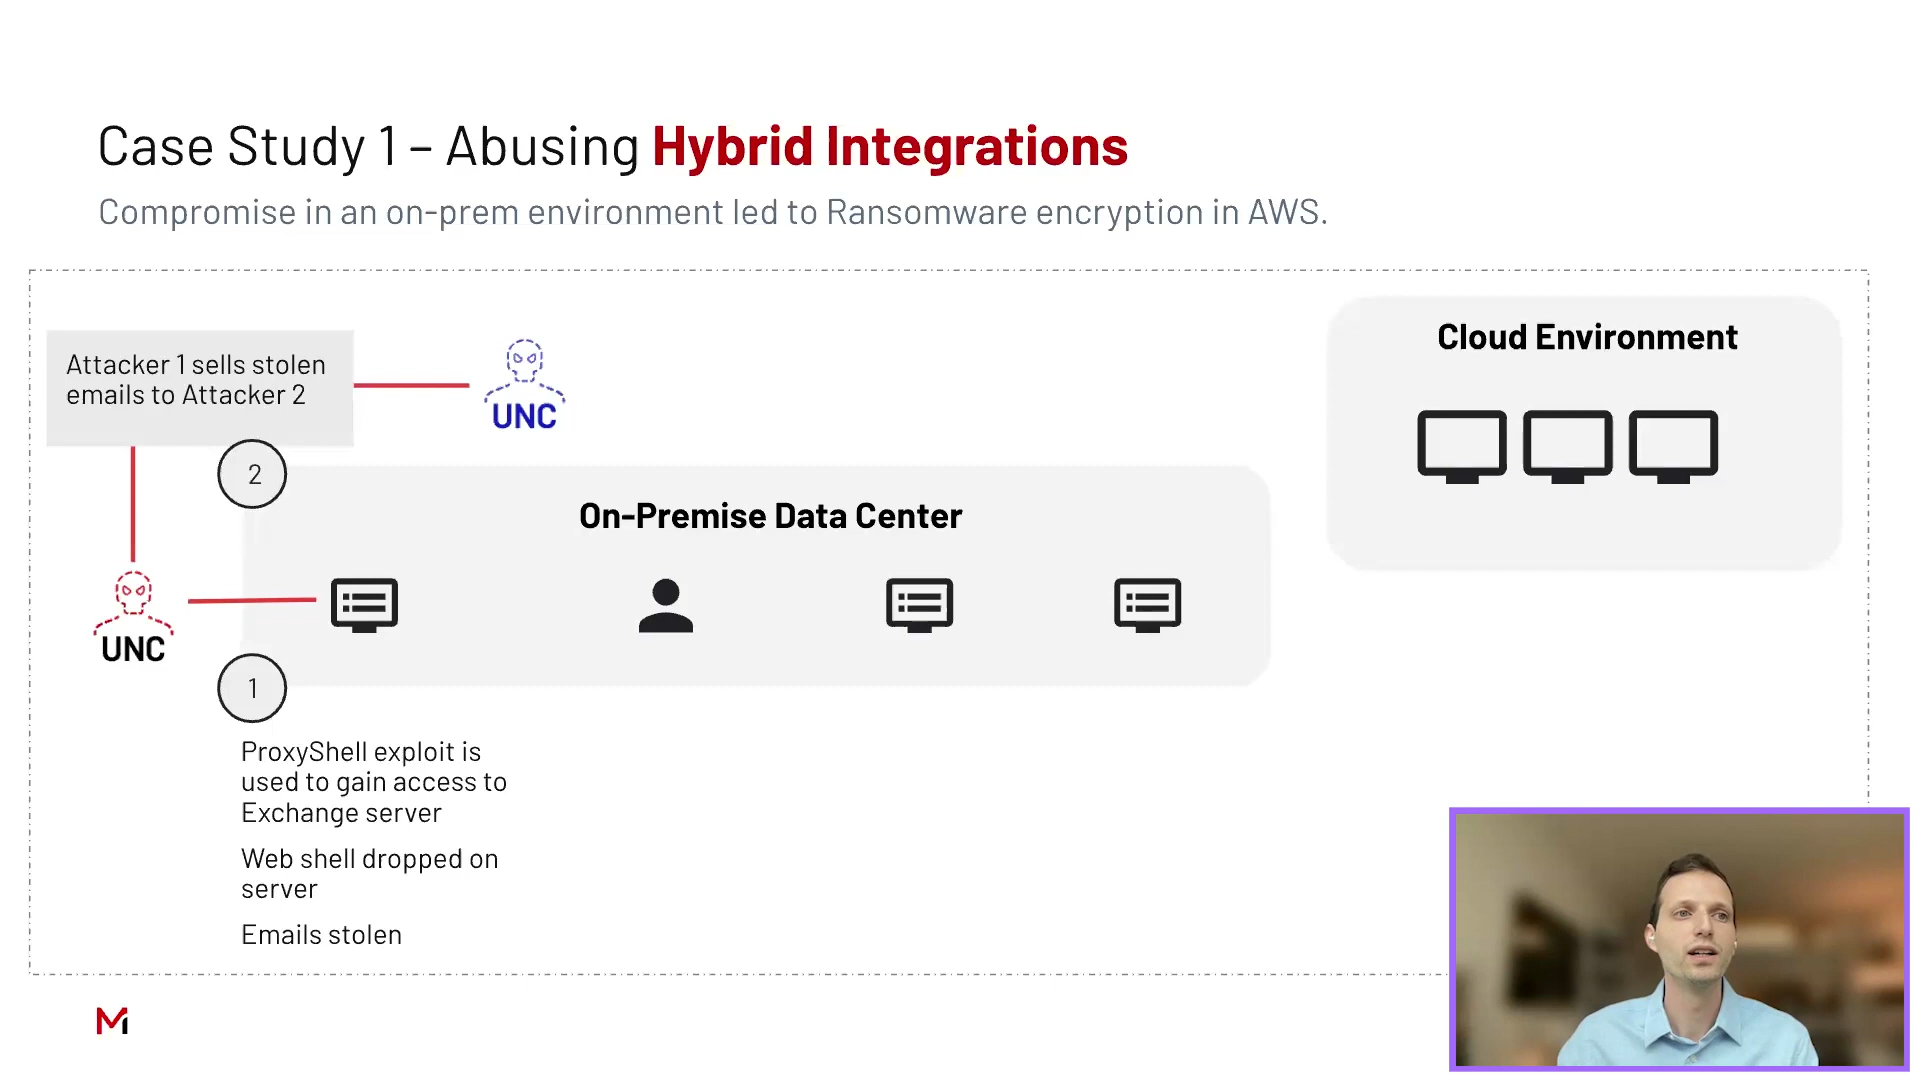 Case Study 1 – Abusing Hybrid Integrations
Compromise in an on-prem environment led to Ransomware encryption in AWS.
Attacker 1 sells stolen
emails to Attacker 2
UNC
Cloud Environment
2
On-Premise Data Center
UNC
1
ProxyShell exploit is
used to gain access to
Exchange server
Web shell dropped on
server
Emails stolen
M